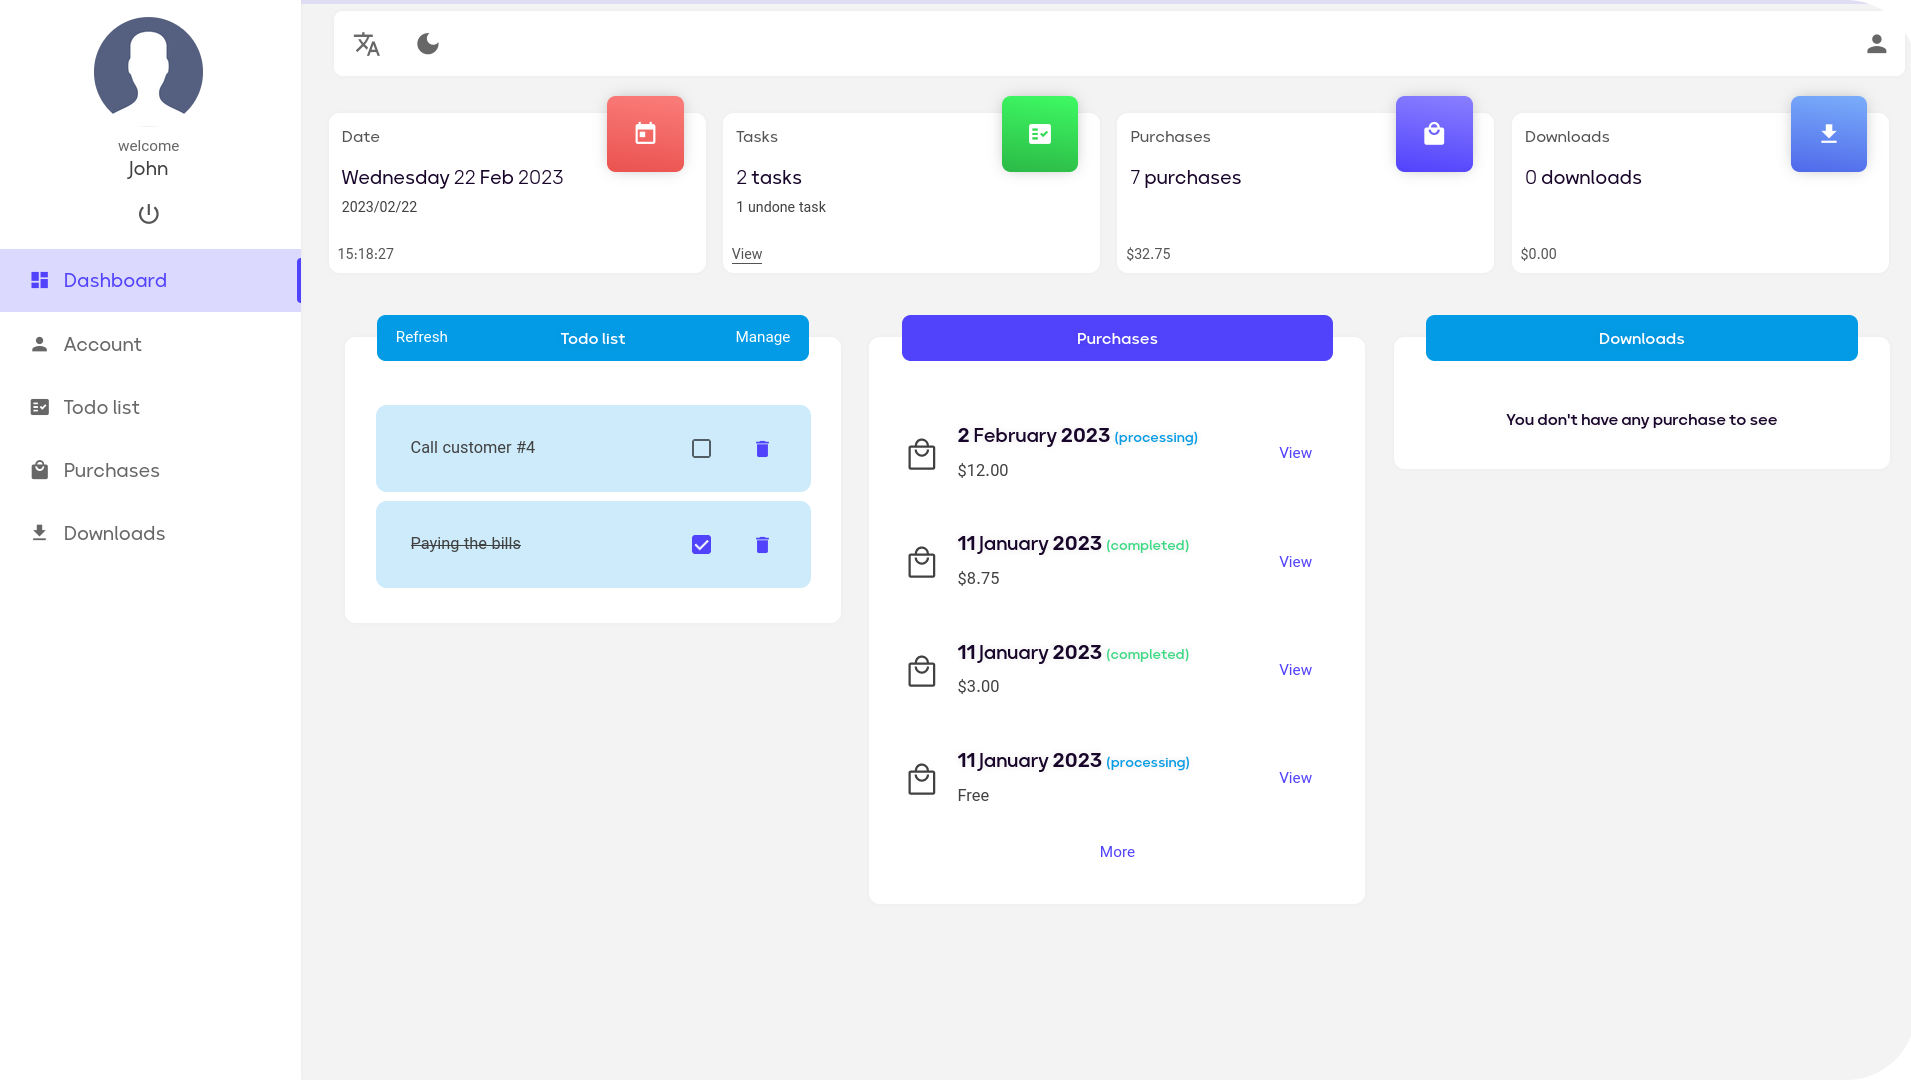 welcome
John
Dashboard
Account
Todo list
Purchases
Downloads
Date
Wednesday 22 Feb 2023
2023/02/22
15:18:27
Tasks
2 tasks
1 undone task
View
Purchases
7 purchases
$32.75
Downloads
0 downloads
$0.00
Refresh Todo list Manage
Call customer #4
Paying the bills
Purchases
2 February 2023 (processing)
$12.00
View
11 January 2023 (completed)
$8.75
View
11 January 2023 (completed)
$3.00
View
11 January 2023 (processing)
Free
View
More
Downloads
You don't have any purchase to see